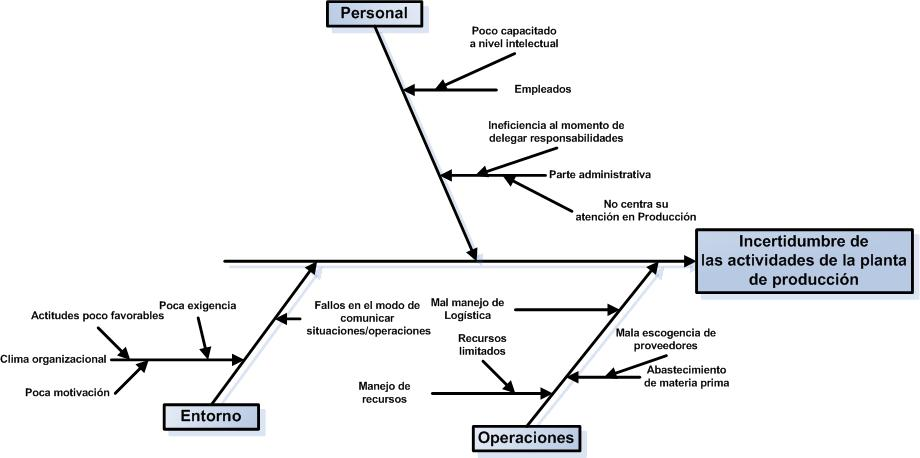 Personal
Poco capacitado
a nivel intelectual
Empleados
Ineficiencia al momento de
delegar responsabilidades
Parte administrativa
No centra su
atención en Producción
Incertidumbre de
las actividades de la planta
de producción
Actitudes poco favorables
Poca exigencia
Clima organizacional
Poca motivación
Fallos en el modo de
comunicar
situaciones/operaciones
Entorno
Mal manejo de
Logística
Recursos
limitados
Manejo de
recursos
Mala escogencia de
proveedores
Abastecimiento
de materia prima
Operaciones